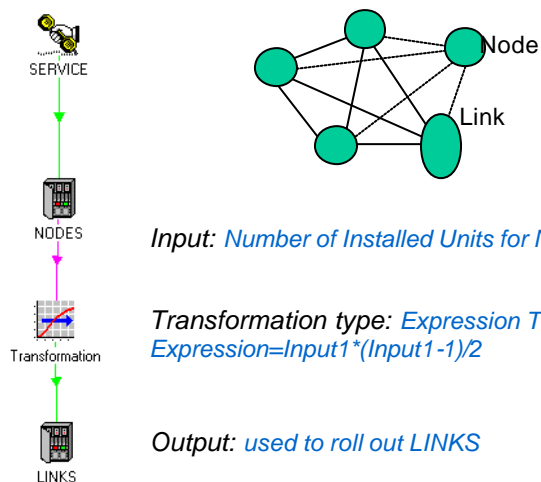 SERVICE
Node
Link
NODES
Input: Number of Installed Units for
Transformation type: Expression T
Expression=Input1*(Input1-1)/2
Transformation
Output: used to roll out LINKS
LINKS